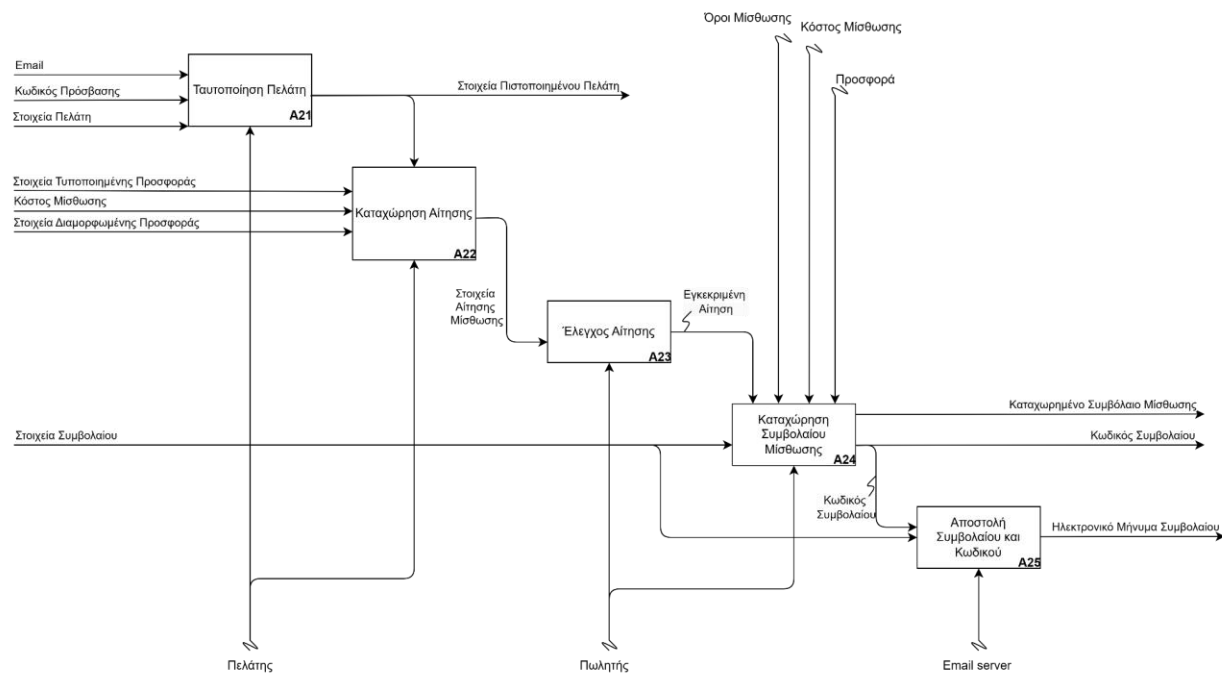 Όροι Μίσθωσης
Κόστος Μίσθωσης
Προσφορά
Email
Κωδικός Πρόσβασης
Στοιχεία Πελάτη
Ταυτοποίηση Πελάτη
A21
Στοιχεία Πιστοποιημένου Πελάτη
Στοιχεία Τυποποιημένης Προσφοράς
Κόστος Μίσθωσης
Στοιχεία Διαμορφωμένης Προσφοράς
Καταχώρηση Αίτησης
A22
Στοιχεία
Αίτησης
Μίσθωσης
Έλεγχος Αίτησης
A23
Εγκεκριμένη
Αίτηση
Στοιχεία Συμβολαίου
Καταχώρηση
Συμβολαίου
Μίσθωσης
A24
Καταχωρημένο Συμβόλαιο Μίσθωσης
Κωδικός Συμβολαίου
Κωδικός
Συμβολαίου
Αποστολή
Συμβολαίου και
Κωδικού
A25
Ηλεκτρονικό Μήνυμα Συμβολαίου
Πελάτης
Πωλητής
Email server